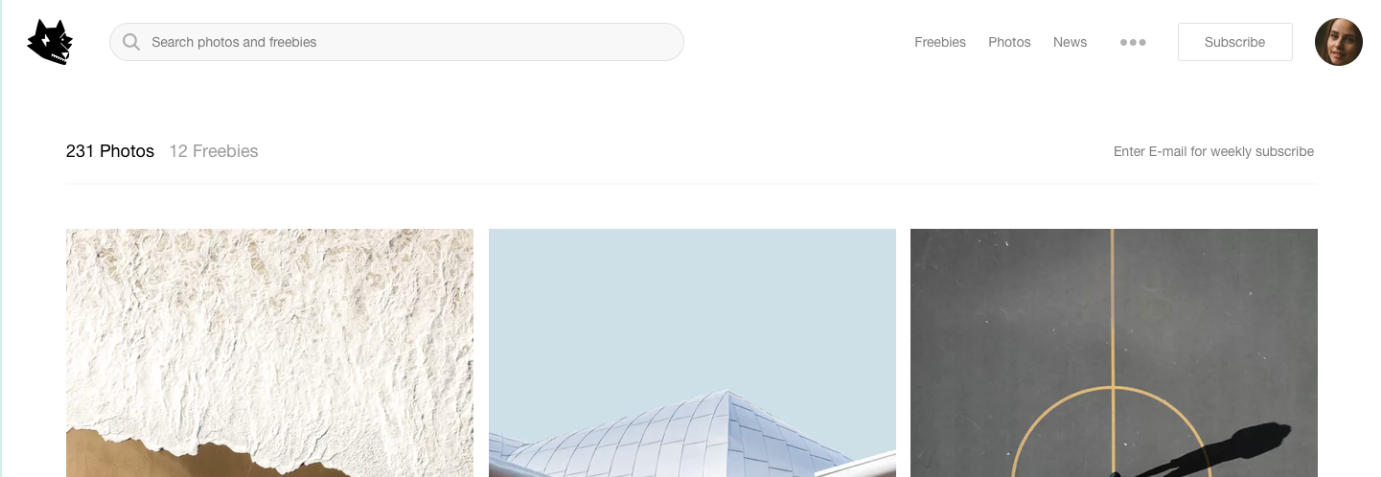 Search photos and freebies
Freebies Photos News Subscribe
231 Photos 12 Freebies
Enter E-mail for weekly subscribe